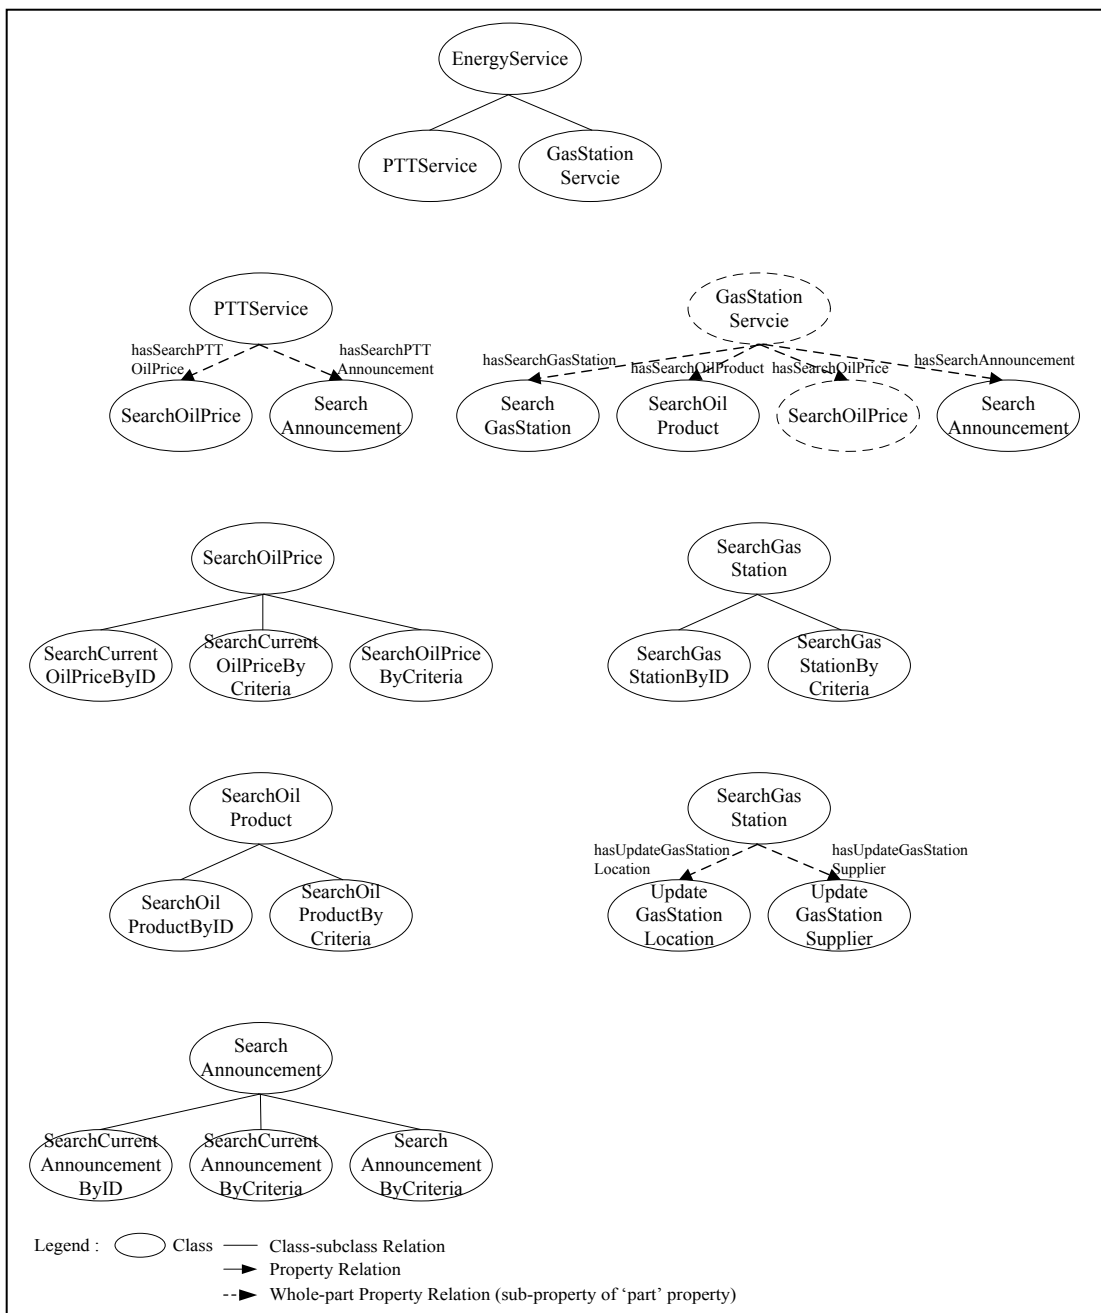 EnergyService
PTTService
GasStation
Servcie
PTTService
hasSearchPTT
OilPrice
hasSearchPTT
Announcement
SearchOilPrice
Search
Announcement
GasStation
Servcie
hasSearchGasStation
hasSearchOilProduct
hasSearchOilPrice
hasSearchAnnouncement
Search
GasStation
SearchOil
Product
SearchOilPrice
Search
Announcement
SearchOilPrice
SearchCurrent
OilPriceByID
SearchCurrent
OilPriceBy
Criteria
SearchOilPrice
ByCriteria
SearchGas
Station
SearchGas
StationByID
SearchGas
StationBy
Criteria
SearchOil
Product
SearchOil
ProductByID
SearchOil
ProductBy
Criteria
SearchGas
Station
hasUpdateGasStation
Location
hasUpdateGasStation
Supplier
Update
GasStation
Location
Update
GasStation
Supplier
Search
Announcement
SearchCurrent
Announcement
ByID
SearchCurrent
Announcement
ByCriteria
Search
Announcement
ByCriteria
Legend : Class Class-subclass Relation
Property Relation
Whole-part Property Relation (sub-property of ‘part’ property)